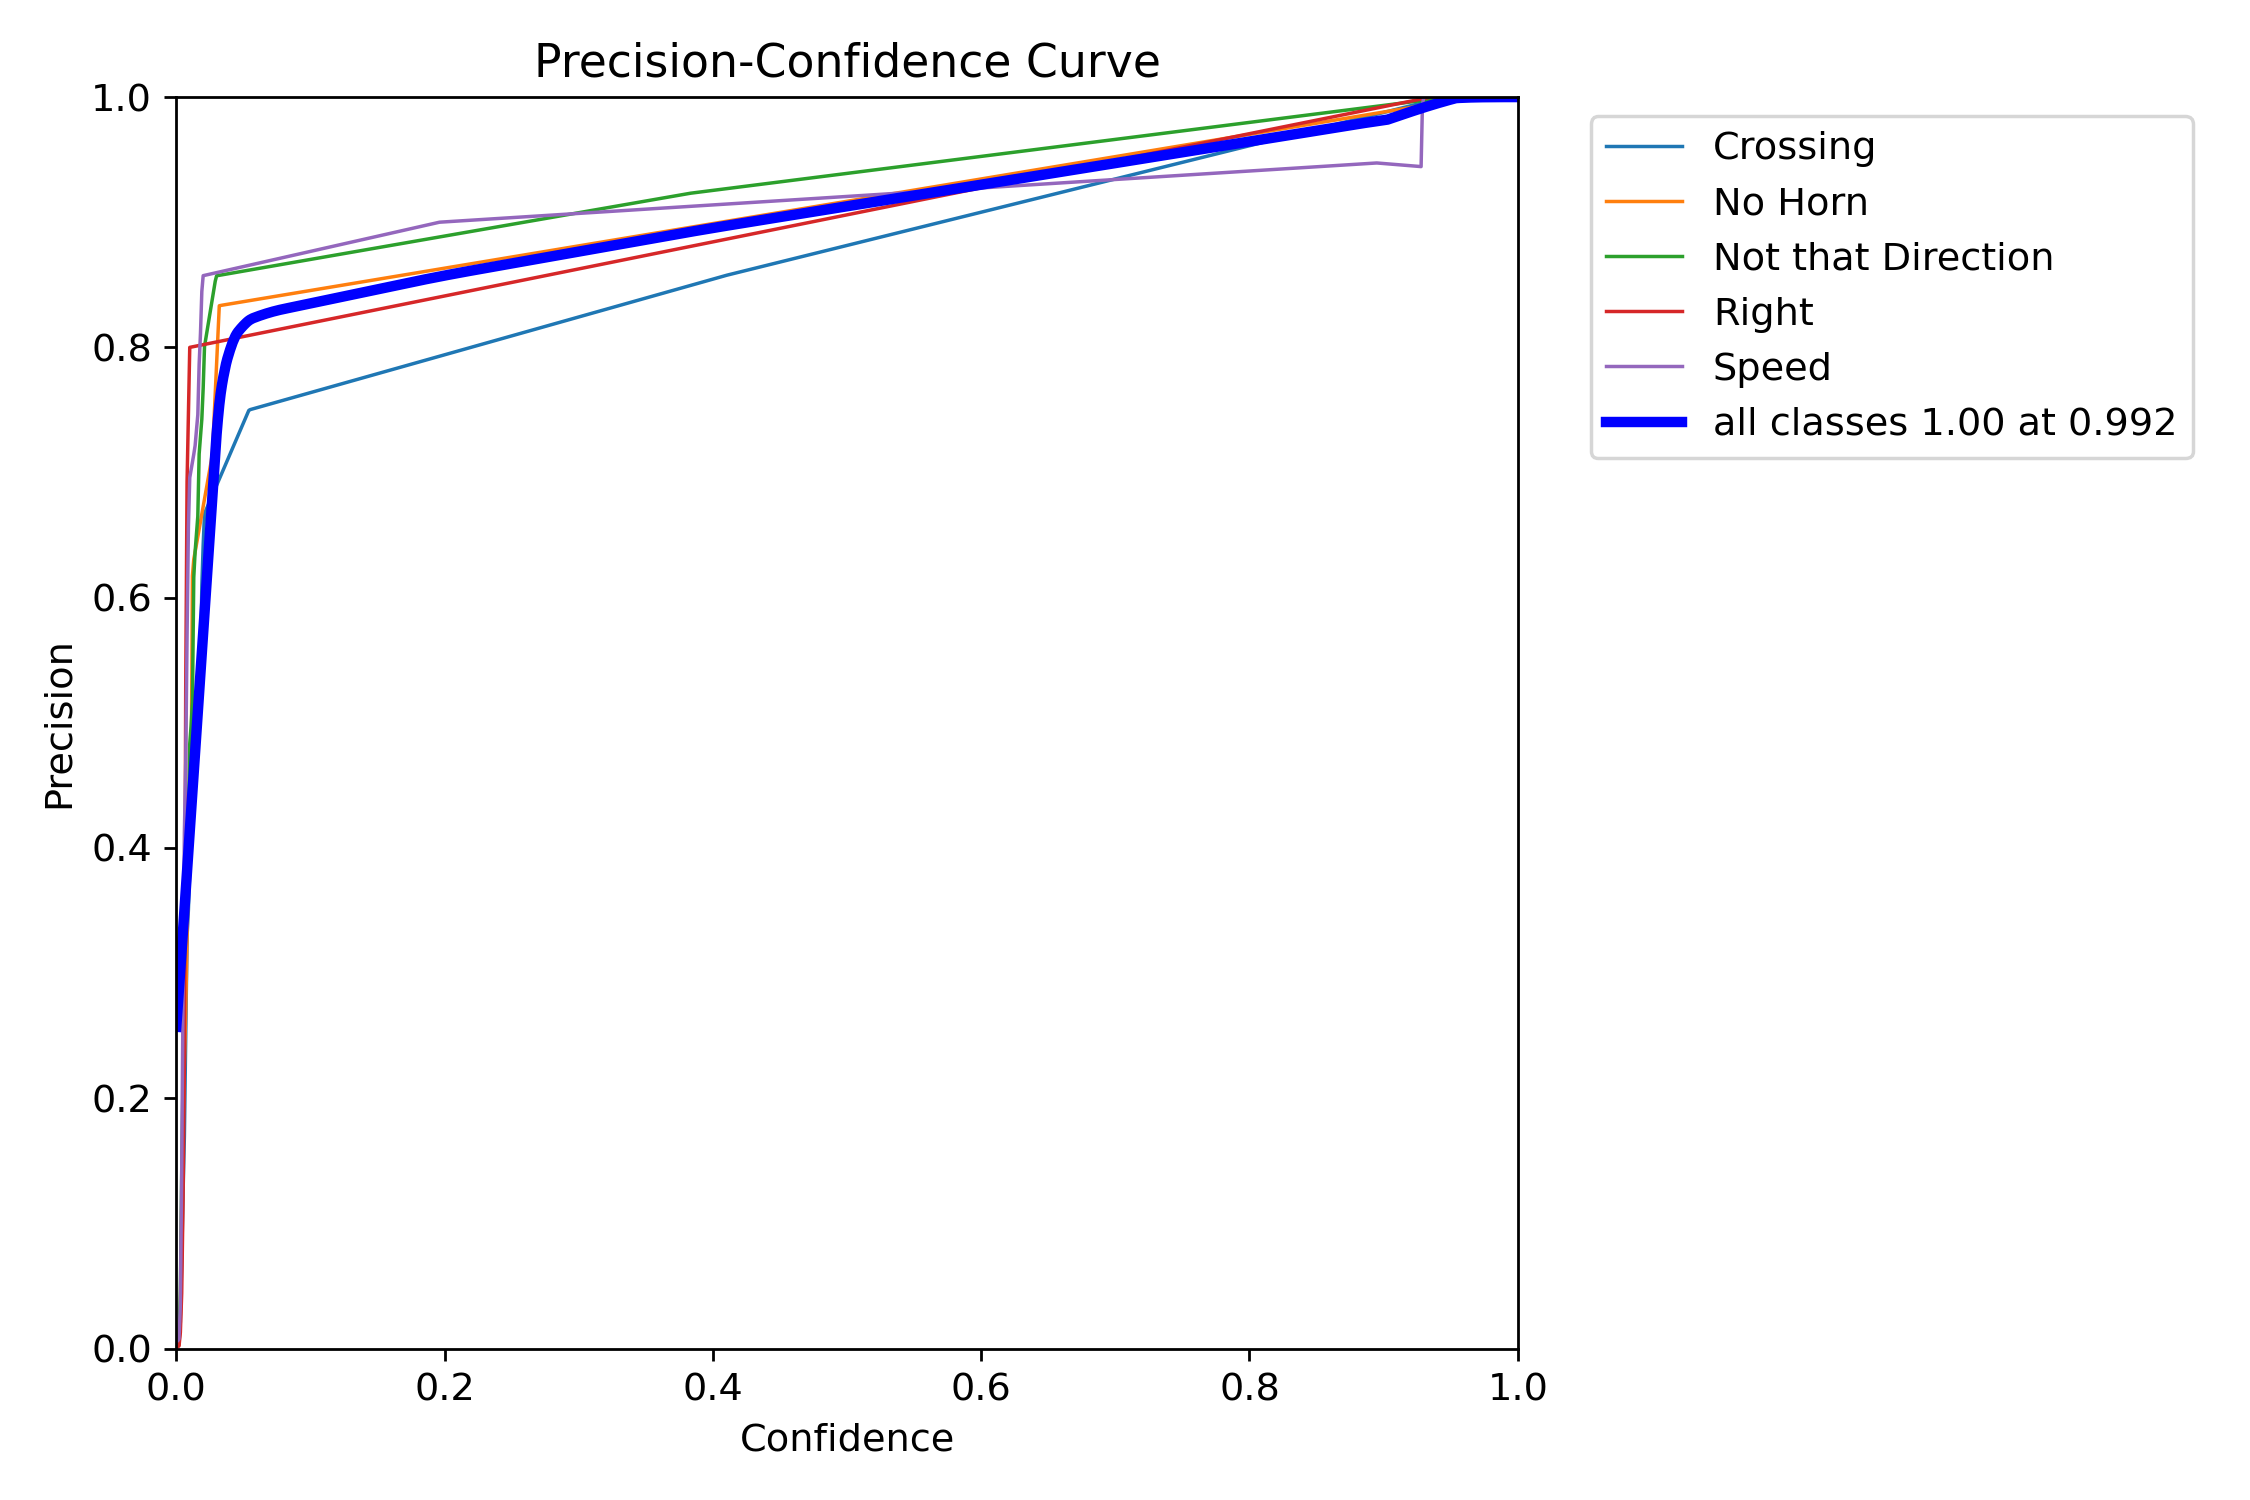 Precision-Confidence Curve
1.0
0.8
0.6
0.4
0.2
0.0
Precision
0.0 0.2 0.4 0.6 0.8 1.0
Confidence
Crossing
No Horn
Not that Direction
Right
Speed
all classes 1.00 at 0.992